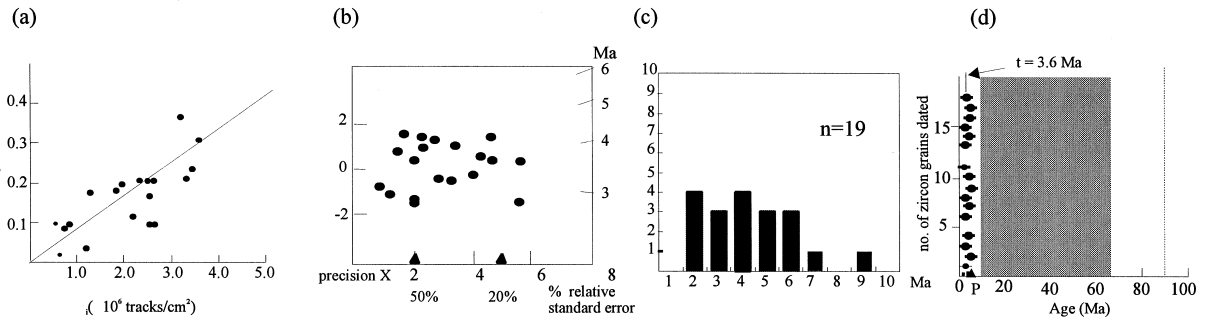 (a)
0.4
0.3
0.2
0.1
1.0 2.0 3.0 4.0 5.0
i( 10⁶ tracks/cm²)
(b)
Ma
6
5
4
3
2
0
-2
precision X 2 4 6 8
50% 20% % relative
standard error
(c)
10
9
8
7
6
5
4
3
2
1
n=19
1 2 3 4 5 6 7 8 9 10 Ma
(d)
t = 3.6 Ma
no. of zircon grains dated
15
10
5
0
0 P 20 40 60 80 100
Age (Ma)